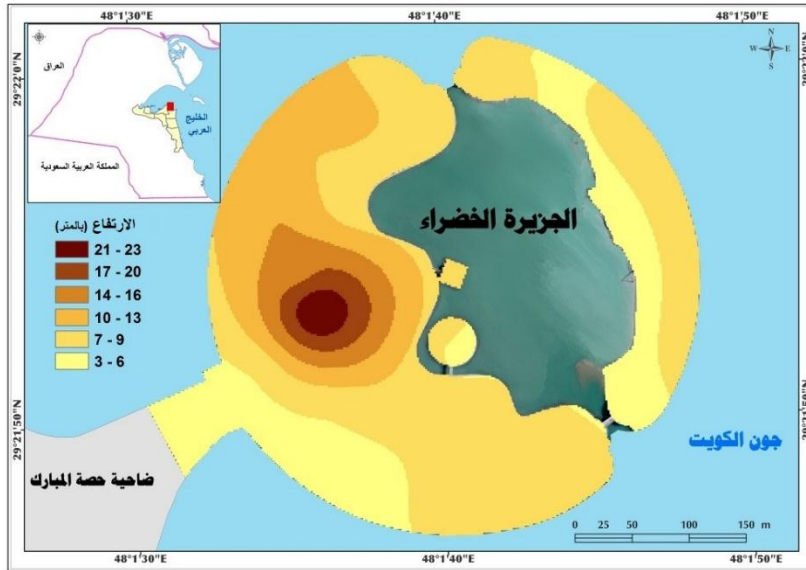 48°1'30"E 48°1'40"E 48°1'50"E
29°22'0"N
29°22'0"N
N
W E
S
العراق
الخليج
العربي
المملكة العربية السعودية
الجزيرة الخضراء
الارتفاع (بالمتر)
21 - 23
17 - 20
14 - 16
10 - 13
7 - 9
3 - 6
29°21'50"N
29°21'50"N
جون الكويت
ضاحية حصة المبارك
0 25 50 100 150 m
48°1'30"E 48°1'40"E 48°1'50"E